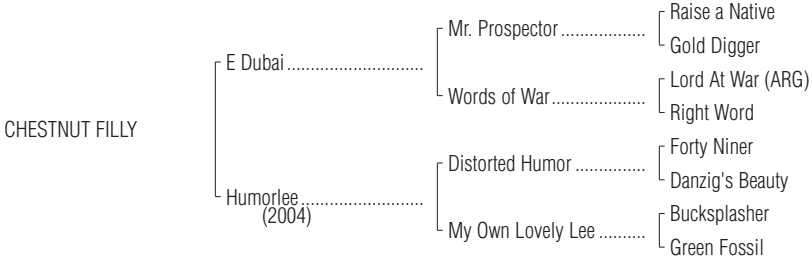 Raise a Native
Mr. Prospector ..................
Gold Digger
E Dubai .............................
Lord At War (ARG)
Words of War ....................
Right Word
CHESTNUT FILLY
Forty Niner
Distorted Humor ...............
Danzig's Beauty
Humorlee ..........................
(2004)
Bucksplasher
My Own Lovely Lee ..........
Green Fossil